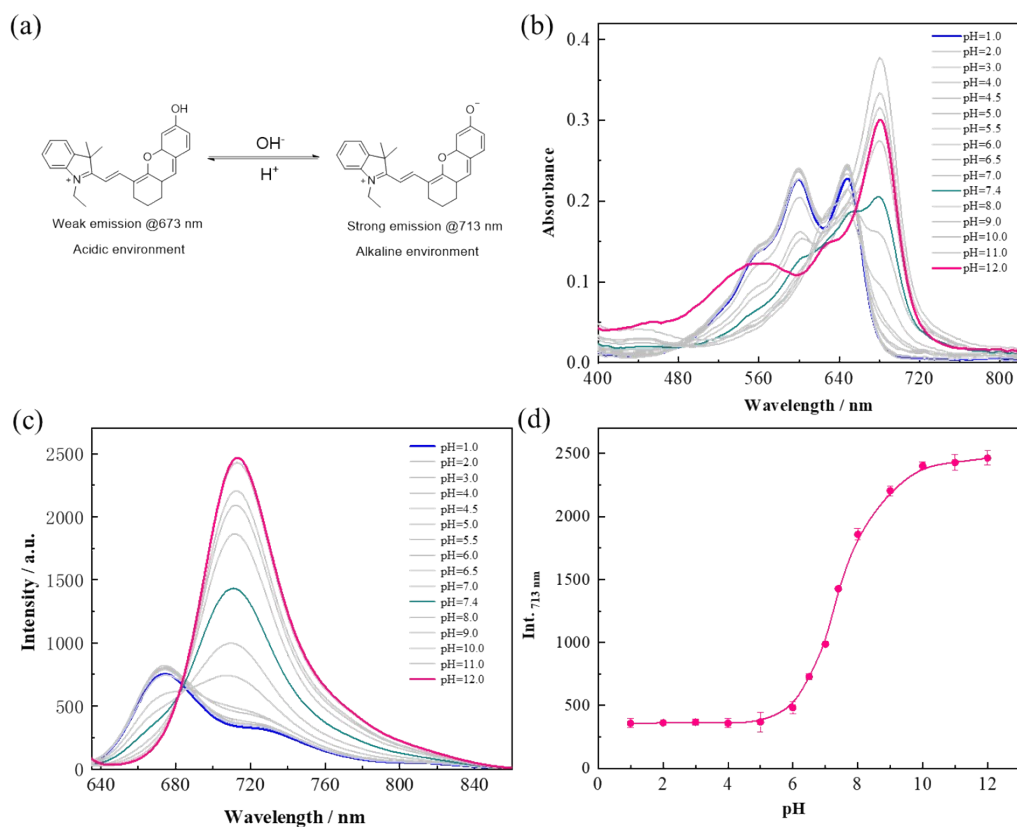 (a)
OH
O
N
+
OH⁻
H⁺
O⁻
O
N
+
Weak emission @673 nm
Strong emission @713 nm
Acidic environment
Alkaline environment
(b)
0.4
0.3
0.2
0.1
0.0
Absorbance
400 480 560 640 720 800
Wavelength / nm
pH=1.0
pH=2.0
pH=3.0
pH=4.0
pH=4.5
pH=5.0
pH=5.5
pH=6.0
pH=6.5
pH=7.0
pH=7.4
pH=8.0
pH=9.0
pH=10.0
pH=11.0
pH=12.0
(c)
2500
2000
1500
1000
500
0
Intensity / a.u.
640 680 720 760 800 840
Wavelength / nm
pH=1.0
pH=2.0
pH=3.0
pH=4.0
pH=4.5
pH=5.0
pH=5.5
pH=6.0
pH=6.5
pH=7.0
pH=7.4
pH=8.0
pH=9.0
pH=10.0
pH=11.0
pH=12.0
(d)
2500
2000
1500
1000
500
0
Int. 713 nm
0 1 2 3 4 5 6 7 8 9 10 11 12
pH